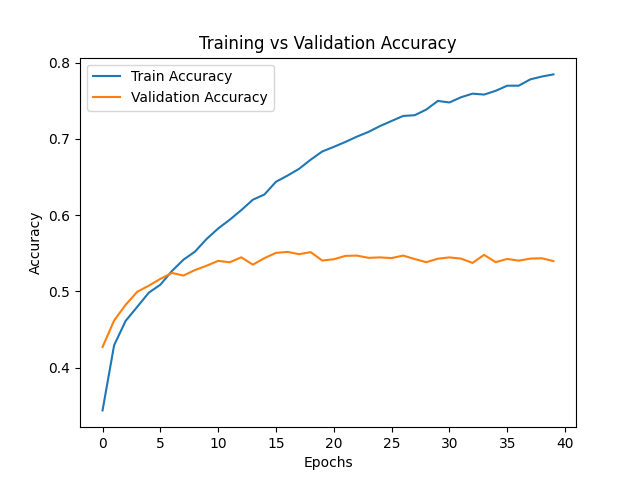 Training vs Validation Accuracy
Train Accuracy
Validation Accuracy
0.8
0.7
0.6
0.5
0.4
Accuracy
0 5 10 15 20 25 30 35 40
Epochs